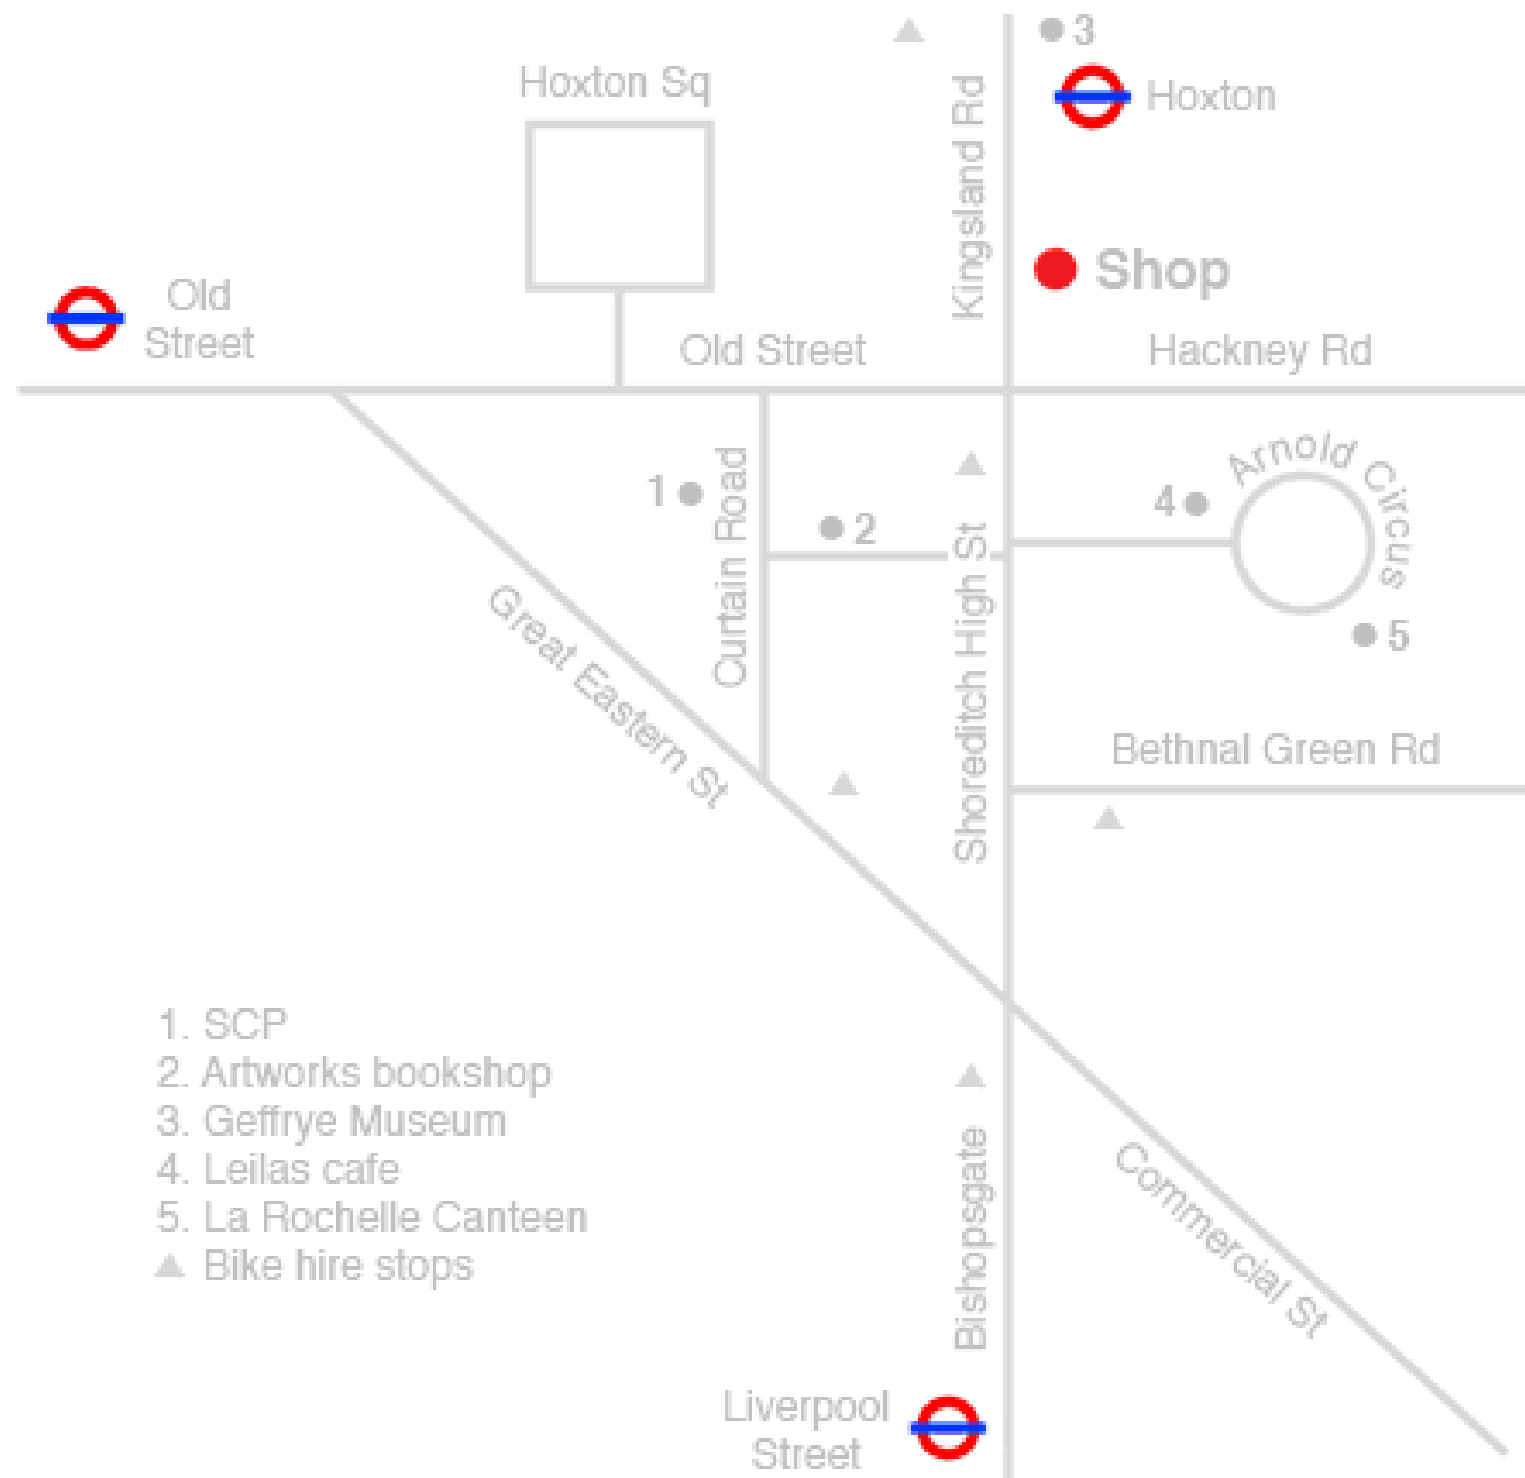 3
Hoxton Sq
Hoxton
Kingsland Rd
Shop
Old
Street
Old Street
Hackney Rd
Arnold Circus
1
Curtain Road
2
4
5
Great Eastern St
Shoreditch High St
Bethnal Green Rd
1. SCP
2. Artworks bookshop
3. Geffrye Museum
4. Leilas cafe
5. La Rochelle Canteen
Bike hire stops
Bishopsgate
Commercial St
Liverpool
Street